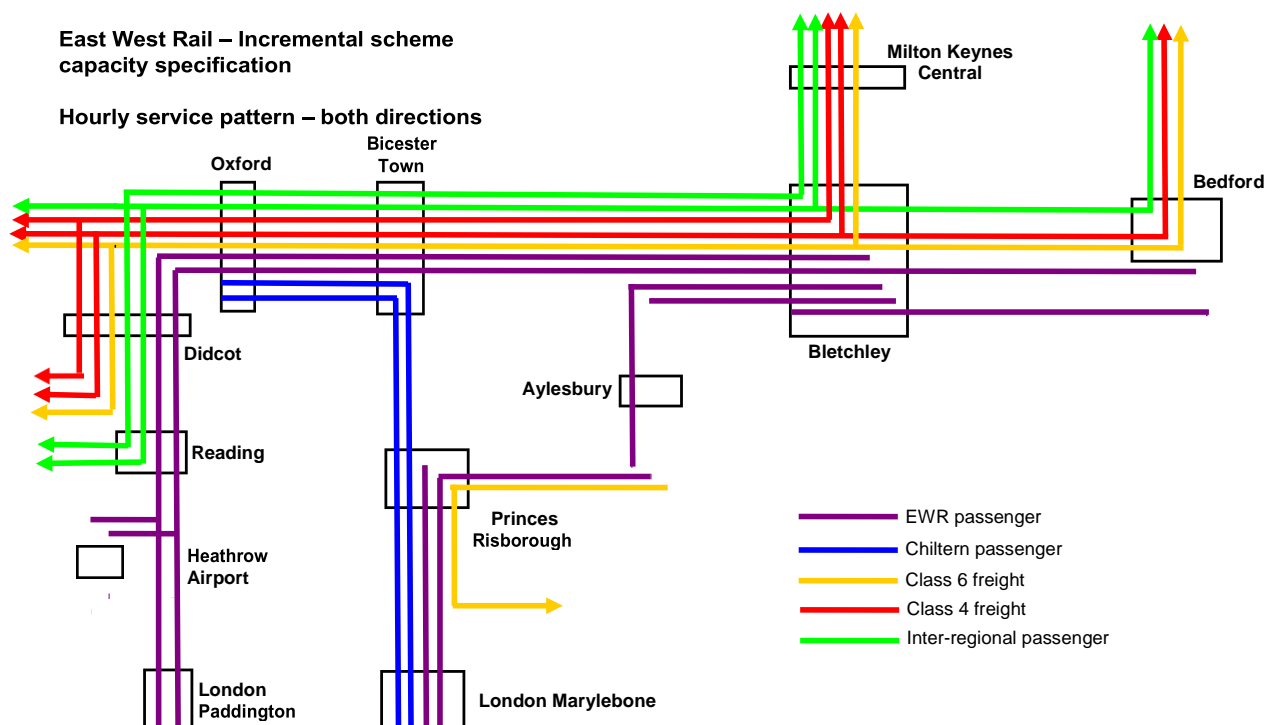 East West Rail – Incremental scheme
capacity specification
Hourly service pattern – both directions
Milton Keynes
Central
Bicester
Town
Oxford
Bedford
Bletchley
Didcot
Aylesbury
Reading
Princes
Risborough
Heathrow
Airport
London
Paddington
London Marylebone
EWR passenger
Chiltern passenger
Class 6 freight
Class 4 freight
Inter-regional passenger